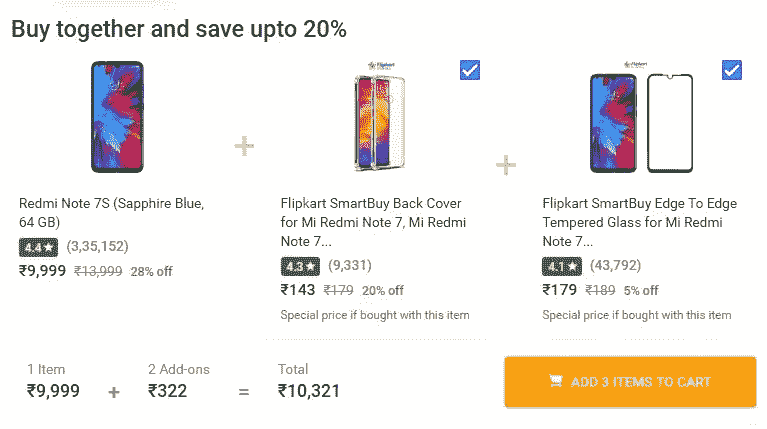 Buy together and save upto 20%
Flipkart
Flipkart
+
+
Redmi Note 7S (Sapphire Blue,
64 GB)
4.4★ (3,35,152)
₹9,999 ₹13,999 28% off
Flipkart SmartBuy Back Cover
for Mi Redmi Note 7, Mi Redmi
Note 7...
4.3★ (9,331)
₹143 ₹179 20% off
Special price if bought with this item
Flipkart SmartBuy Edge To Edge
Tempered Glass for Mi Redmi
Note 7...
4.1★ (43,792)
₹179 ₹189 5% off
Special price if bought with this item
1 Item
₹9,999
+
2 Add-ons
₹322
=
Total
₹10,321
ADD 3 ITEMS TO CART